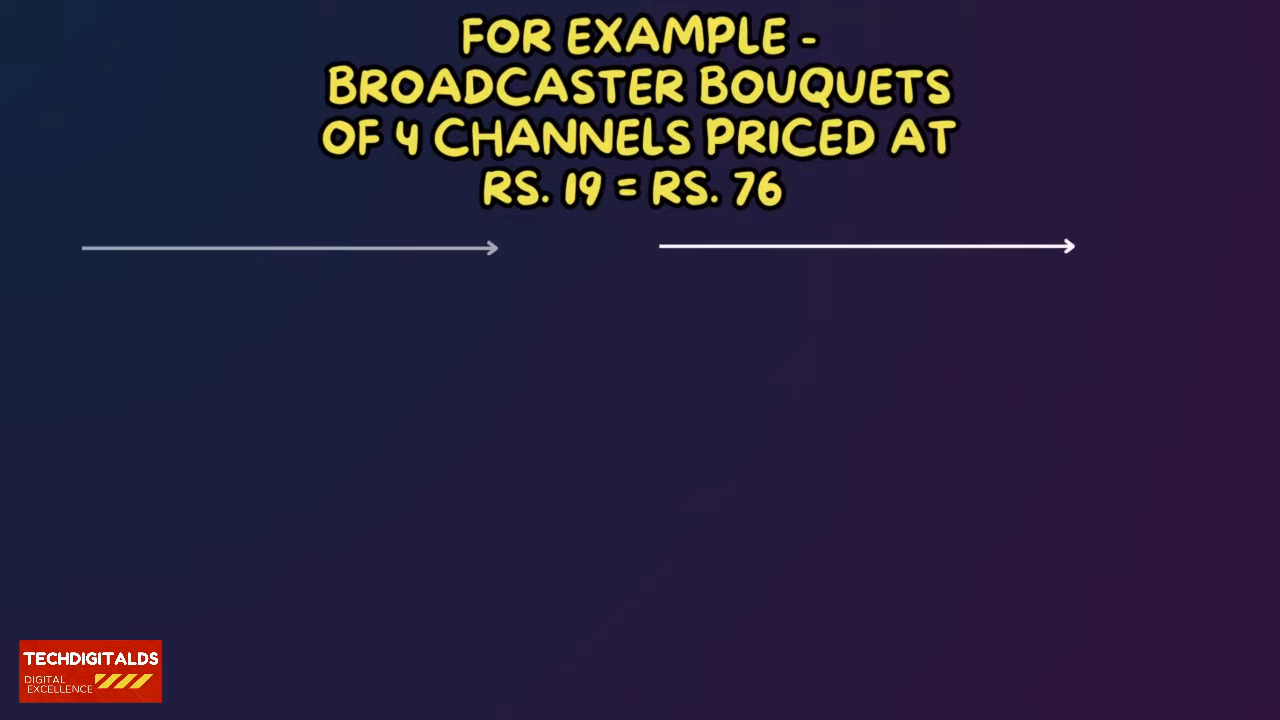 FOR EXAMPLE -
BROADCASTER BOUQUETS
OF 4 CHANNELS PRICED AT
RS. 19 = RS. 76
TECHDIGITALDS
DIGITAL
EXCELLENCE